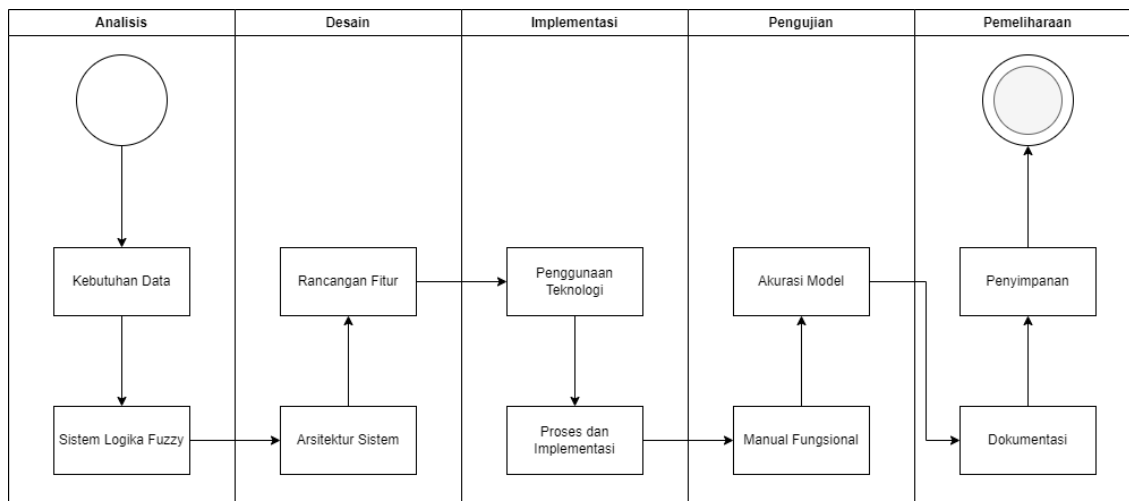 Analisis
Desain
Implementasi
Pengujian
Pemeliharaan
Kebutuhan Data
Rancangan Fitur
Penggunaan
Teknologi
Akurasi Model
Penyimpanan
Sistem Logika Fuzzy
Arsitektur Sistem
Proses dan
Implementasi
Manual Fungsional
Dokumentasi